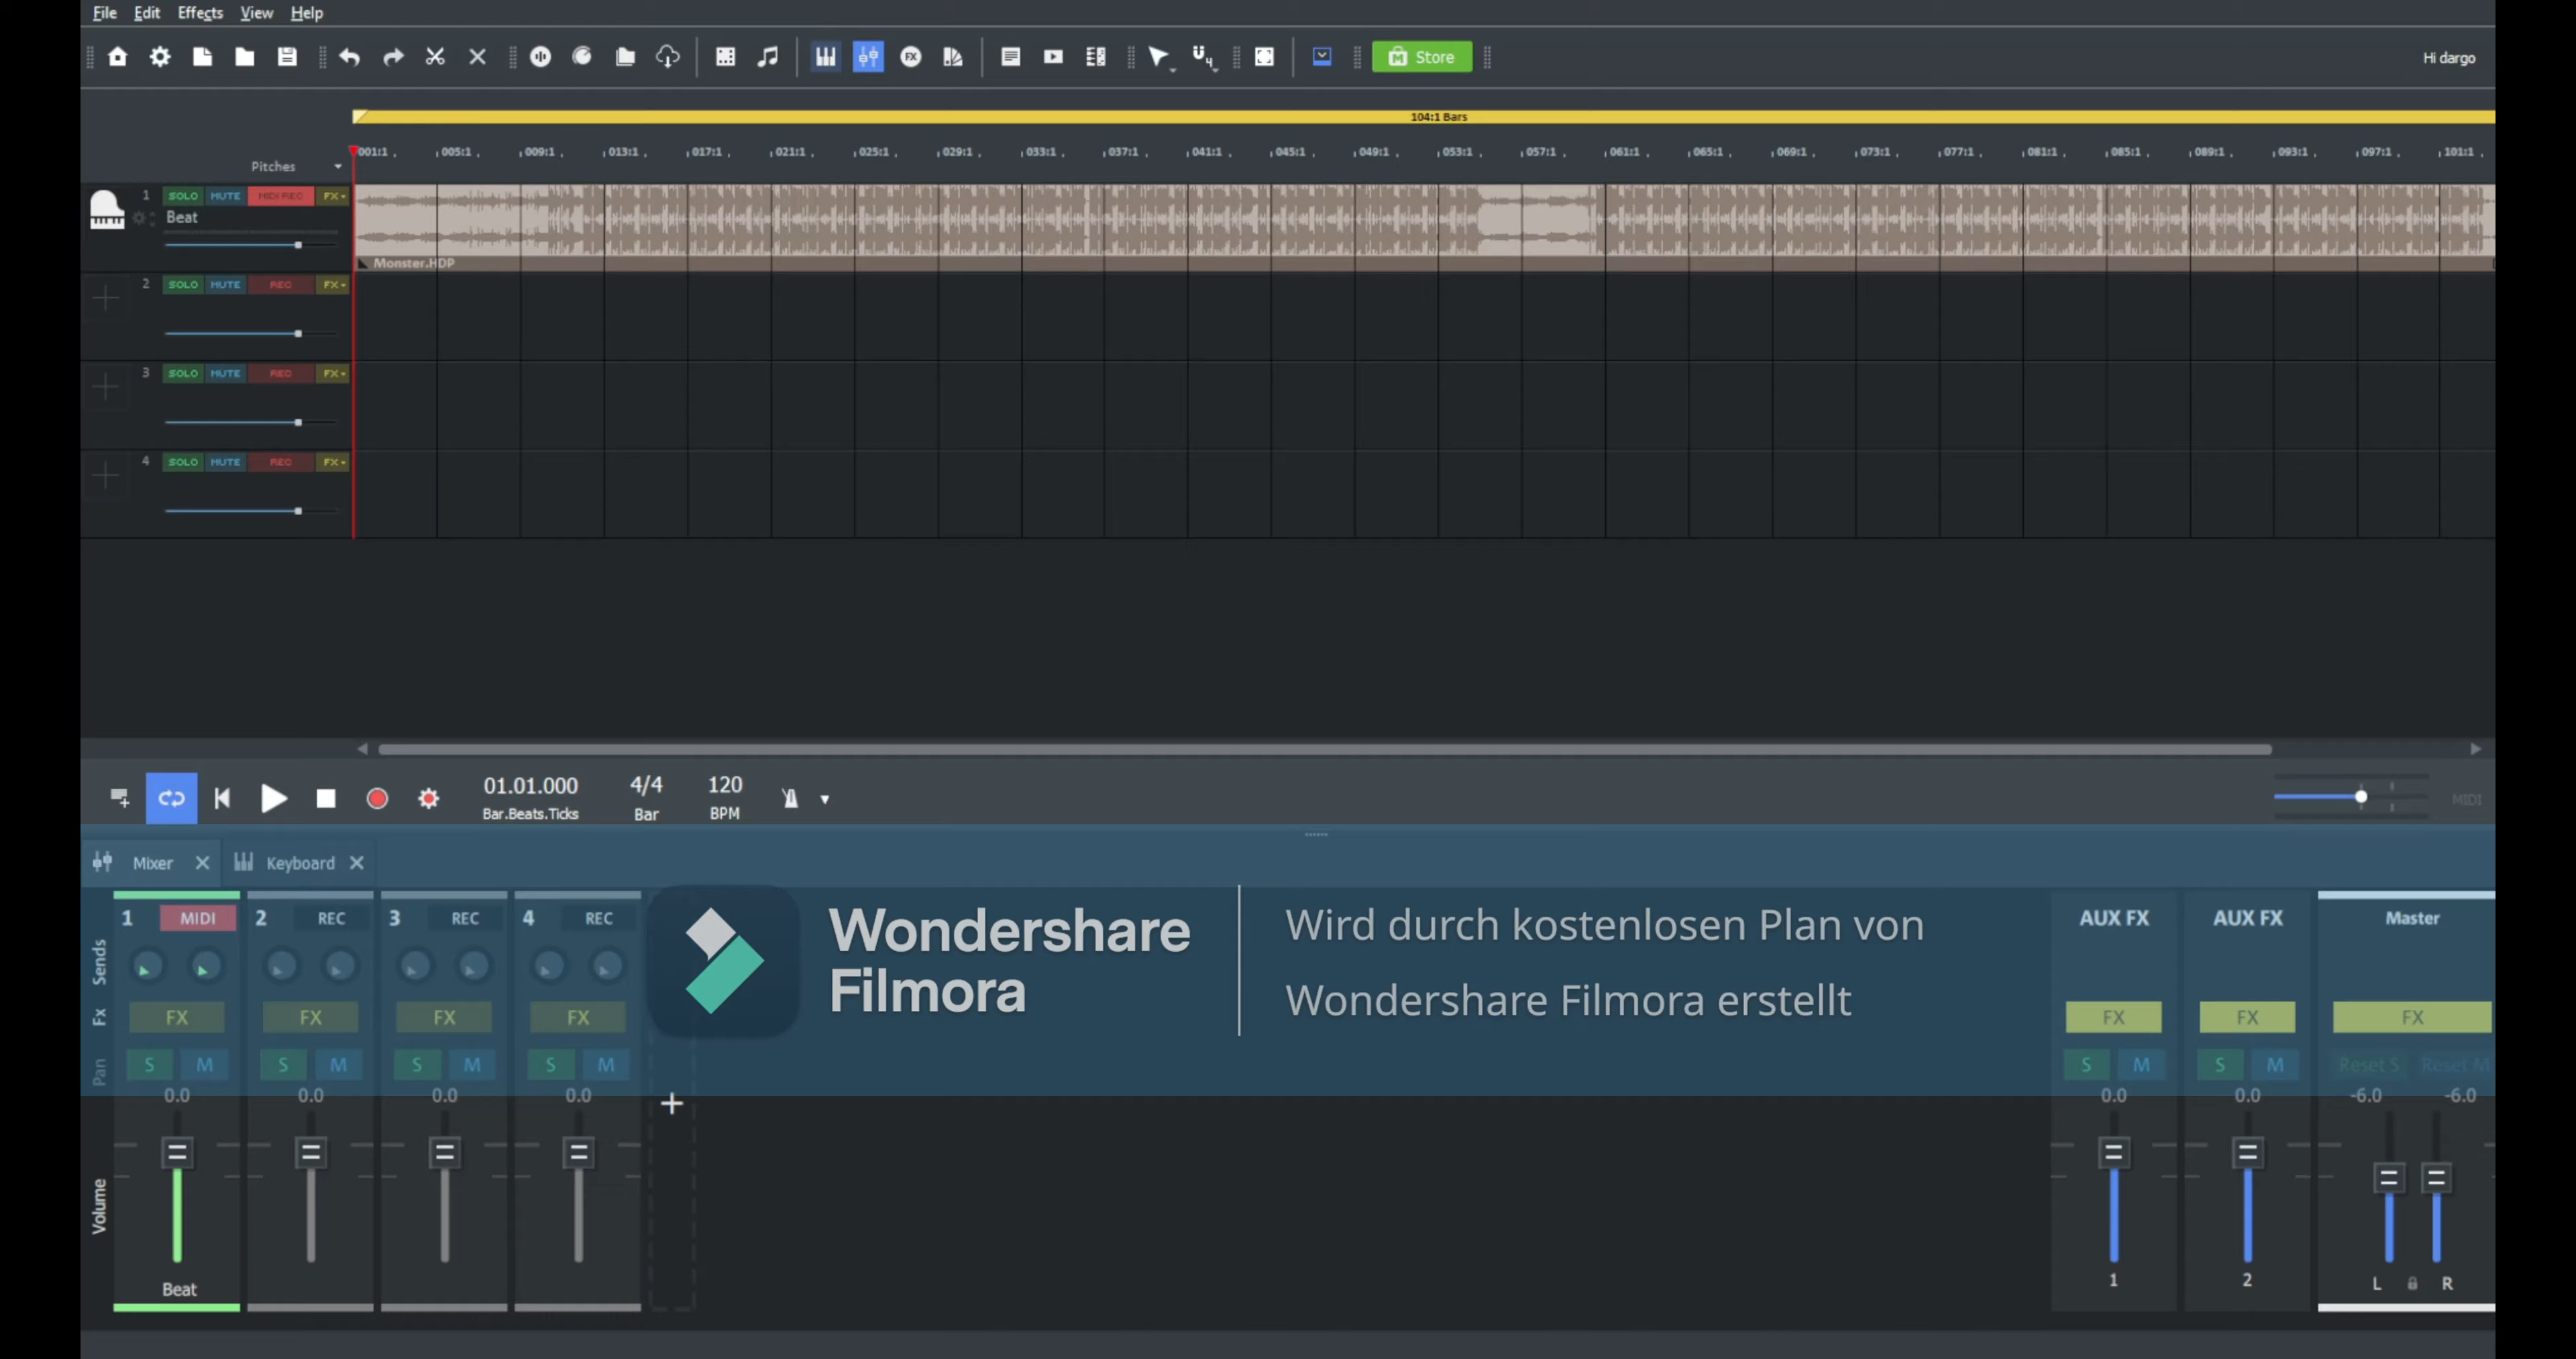 File Edit Effects View Help
Store
Hi dargo
104:1 Bars
Pitches
001:1 005:1 009:1 013:1 017:1 021:1 025:1 029:1 033:1 037:1 041:1 045:1 049:1 053:1 057:1 061:1 065:1 069:1 073:1 077:1 081:1 085:1 089:1 093:1 097:1 101:1
1 SOLO MUTE MIDI REC FX
Beat
Monster.HDP
2 SOLO MUTE REC FX
3 SOLO MUTE REC FX
4 SOLO MUTE REC FX
01.01.000 4/4 120
Bar.Beats.Ticks Bar BPM
MIDI
Mixer Keyboard
1 MIDI 2 REC 3 REC 4 REC AUX FX AUX FX Master
Wondershare
Filmora
Wird durch kostenlosen Plan von
Wondershare Filmora erstellt
Sends
Fx FX FX FX FX FX FX FX
Pan S M S M S M S M S M S M Reset S Reset M
0.0 0.0 0.0 0.0 0.0 0.0 -6.0 -6.0
Volume
Beat 1 2 L R